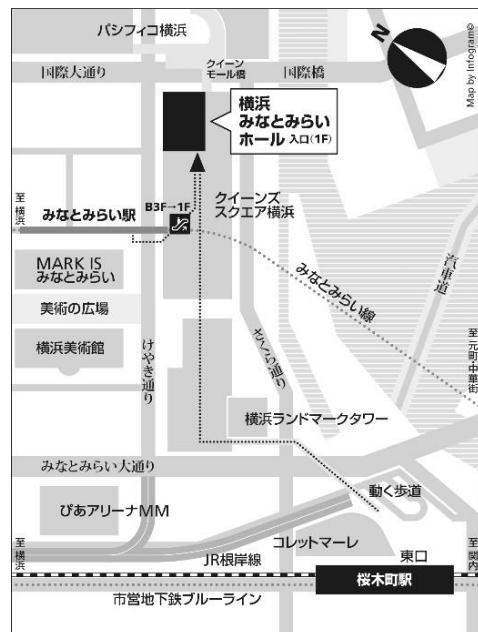 パシフィコ横浜
国際大通り
クイーン
モール橋
国際橋
N
Map by Infogram©
横浜
みなとみらい
ホール 入口(1F)
至横浜
みなとみらい駅
B3F→1F
クイーンズ
スクエア横浜
MARK IS
みなとみらい
美術の広場
横浜美術館
けやき通り
さくら通り
みなとみらい線
汽車道
至元町・中華街
横浜ランドマークタワー
みなとみらい大通り
ぴあアリーナMM
動く歩道
コレットマーレ
至横浜
JR根岸線
東口
至関内
桜木町駅
市営地下鉄ブルーライン